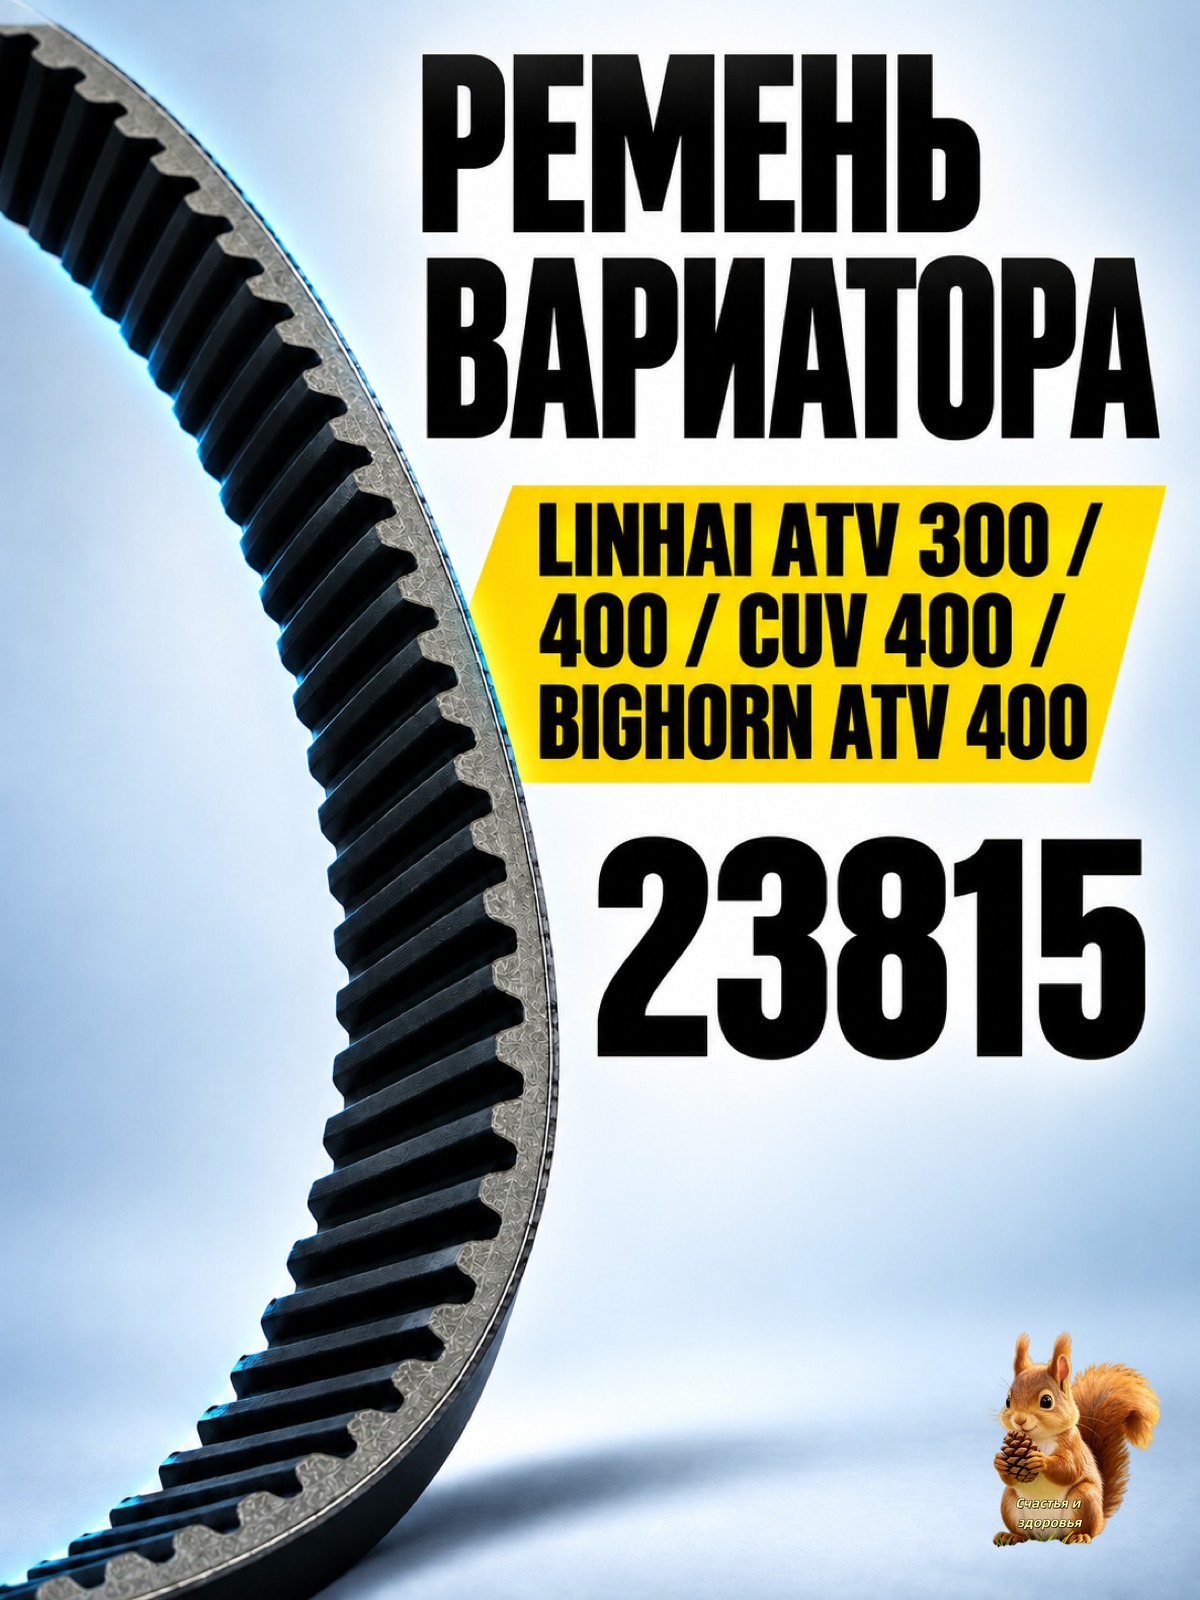 РЕМЕНЬ
ВАРИАТОРА
LINHAI ATV 300 /
400 / CUV 400 /
BIGHORN ATV 400
23815
Счастья и
здоровья